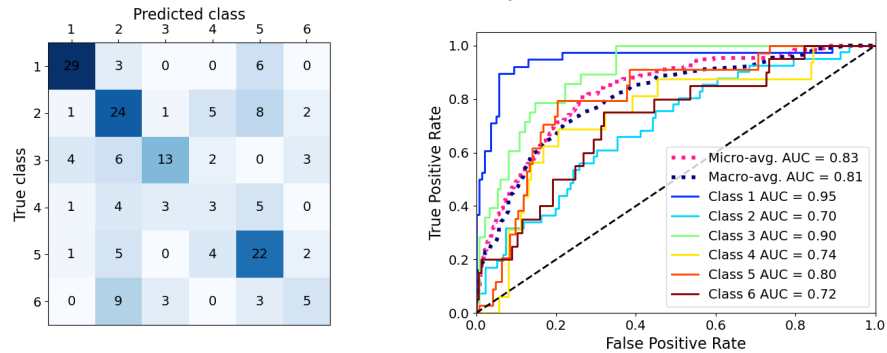 Predicted class
1 2 3 4 5 6
True class
1 29 3 0 0 6 0
2 1 24 1 5 8 2
3 4 6 13 2 0 3
4 1 4 3 3 5 0
5 1 5 0 4 22 2
6 0 9 3 0 3 5
True Positive Rate
1.0
0.8
0.6
0.4
0.2
0.0
Micro-avg. AUC = 0.83
Macro-avg. AUC = 0.81
Class 1 AUC = 0.95
Class 2 AUC = 0.70
Class 3 AUC = 0.90
Class 4 AUC = 0.74
Class 5 AUC = 0.80
Class 6 AUC = 0.72
0.0 0.2 0.4 0.6 0.8 1.0
False Positive Rate